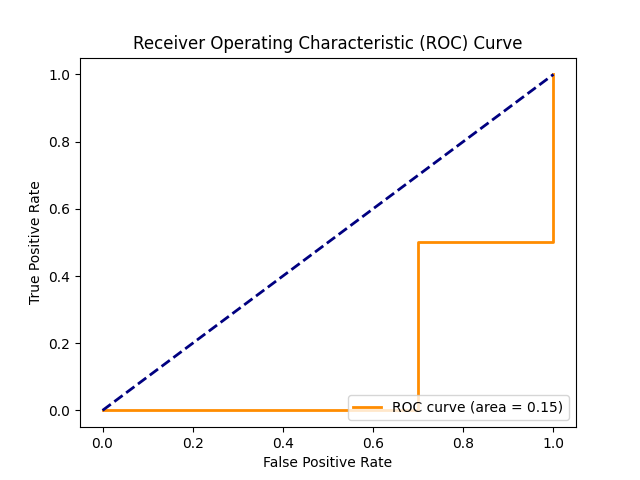 Receiver Operating Characteristic (ROC) Curve
1.0
0.8
0.6
0.4
0.2
0.0
True Positive Rate
ROC curve (area = 0.15)
0.0 0.2 0.4 0.6 0.8 1.0
False Positive Rate